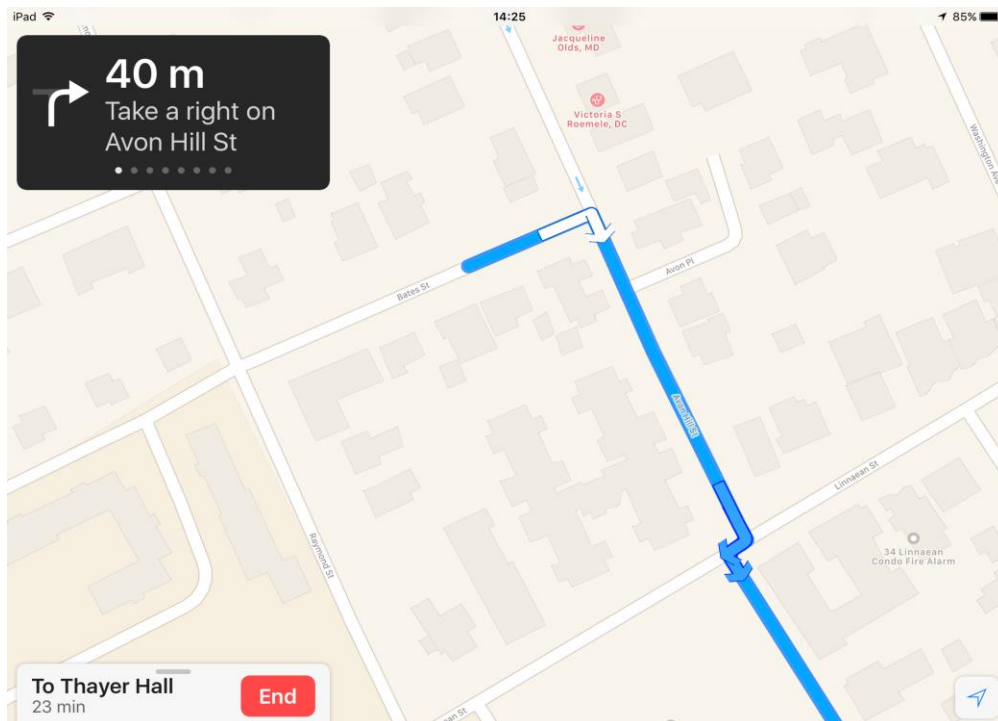 iPad
14:25
85%
40 m
Take a right on
Avon Hill St
Jacqueline
Olds, MD
Victoria S
Roemele, DC
Washington Ave
Avon Pl
Bates St
Avon Hill St
Linnaean St
34 Linnaean
Condo Fire Alarm
Raymond St
To Thayer Hall
23 min
End